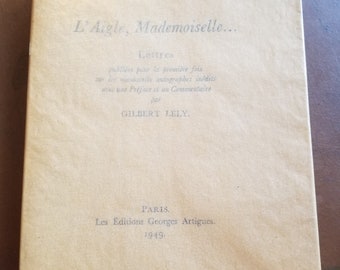 L'Aigle, Mademoiselle...
Lettres
publiées pour la première fois
sur les manuscrits autographes inédits
avec une Préface et un Commentaire
par
GILBERT LELY.
PARIS.
Les Éditions Georges Artigues.
1949.